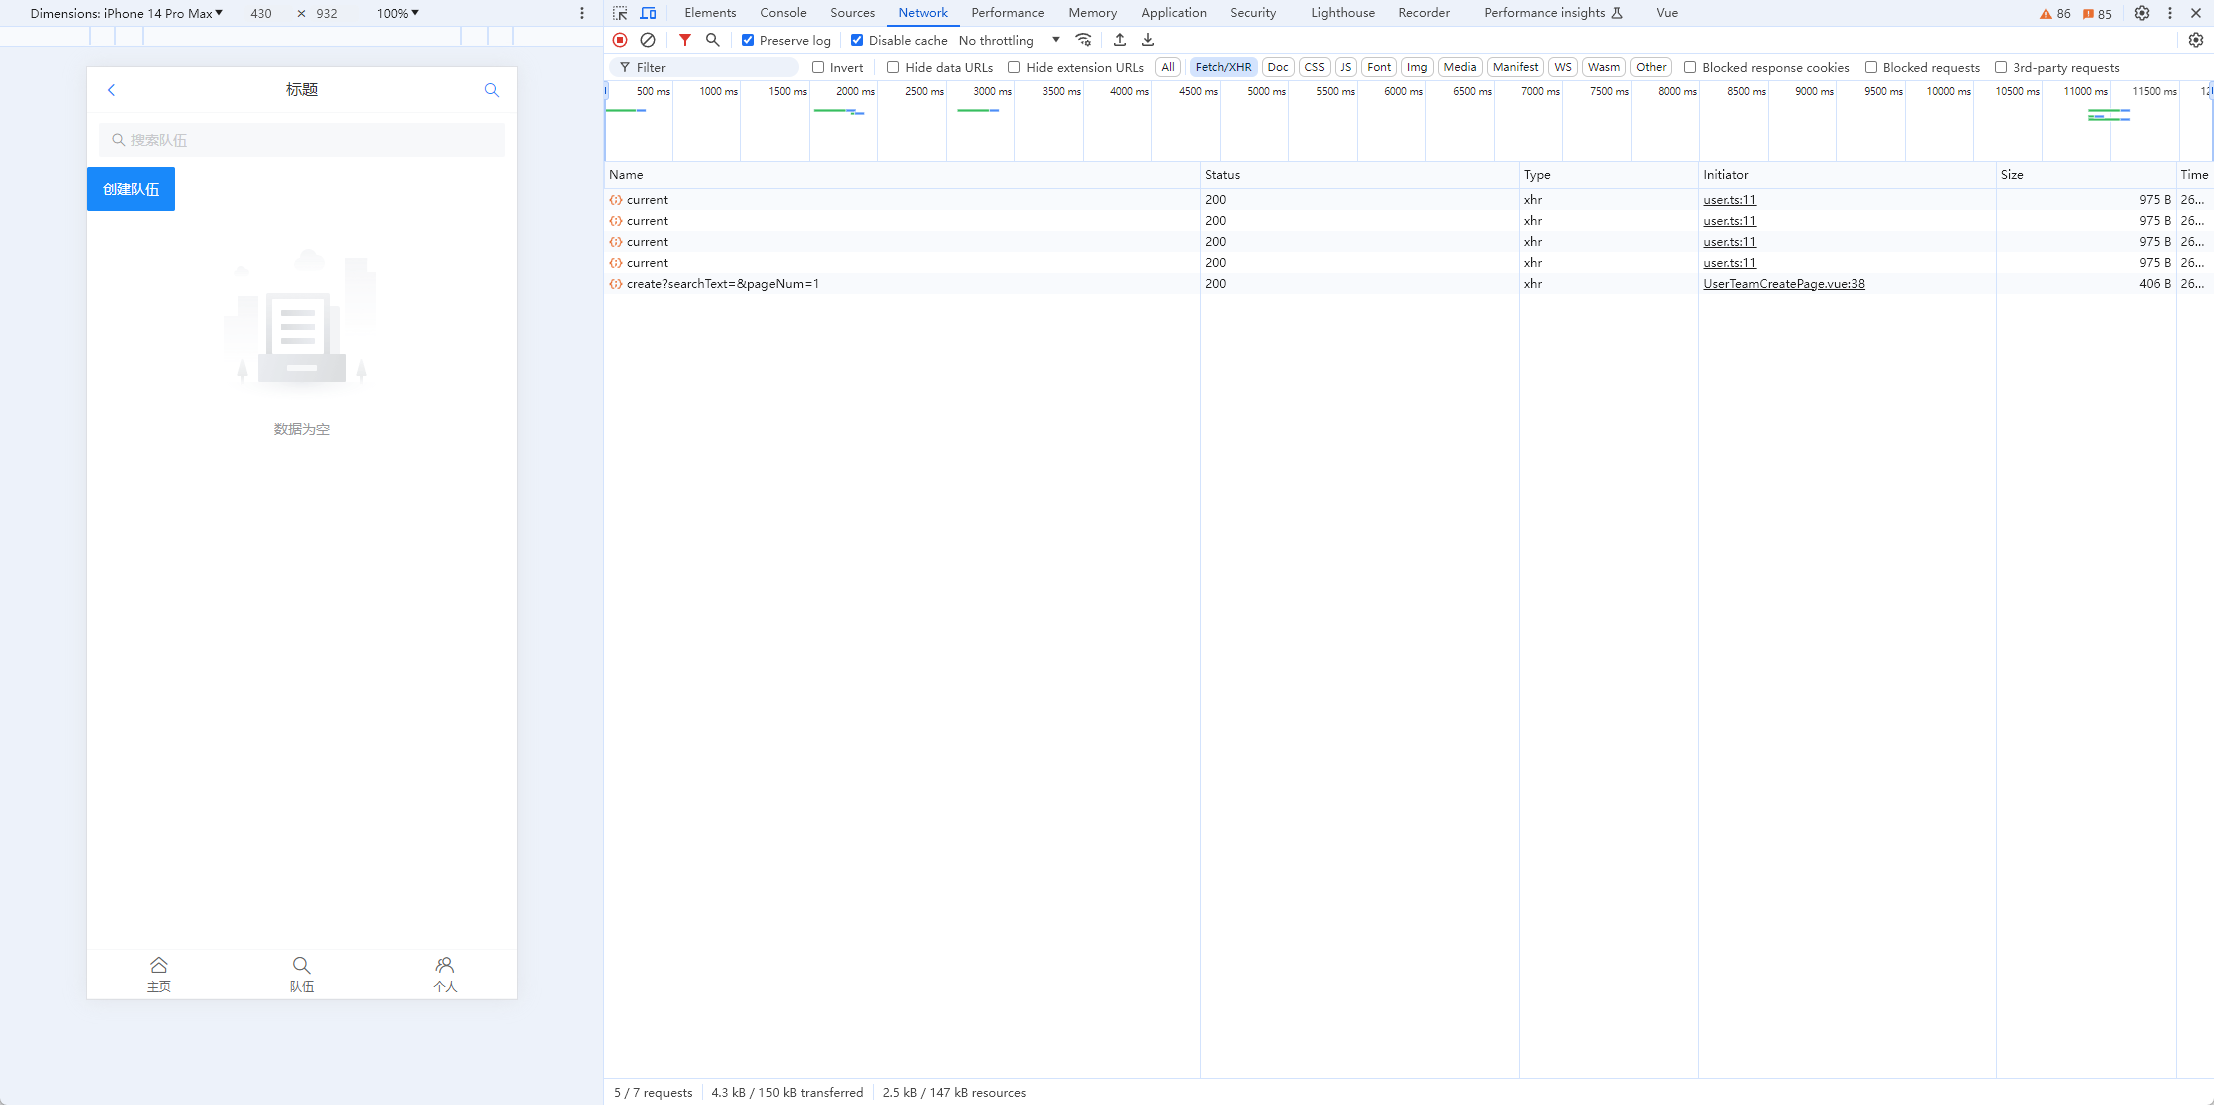 Dimensions: iPhone 14 Pro Max ▼ 430 × 932 100% ▼
标题
搜索队伍
创建队伍
数据为空
主页 队伍 个人
Elements Console Sources Network Performance Memory Application Security Lighthouse Recorder Performance insights Vue 86 85
Preserve log Disable cache No throttling
Filter Invert Hide data URLs Hide extension URLs All Fetch/XHR Doc CSS JS Font Img Media Manifest WS Wasm Other Blocked response cookies Blocked requests 3rd-party requests
500 ms 1000 ms 1500 ms 2000 ms 2500 ms 3000 ms 3500 ms 4000 ms 4500 ms 5000 ms 5500 ms 6000 ms 6500 ms 7000 ms 7500 ms 8000 ms 8500 ms 9000 ms 9500 ms 10000 ms 10500 ms 11000 ms 11500 ms
Name Status Type Initiator Size Time
current 200 xhr user.ts:11 975 B 26...
current 200 xhr user.ts:11 975 B 26...
current 200 xhr user.ts:11 975 B 26...
current 200 xhr user.ts:11 975 B 26...
create?searchText=&pageNum=1 200 xhr UserTeamCreatePage.vue:38 406 B 26...
5 / 7 requests 4.3 kB / 150 kB transferred 2.5 kB / 147 kB resources